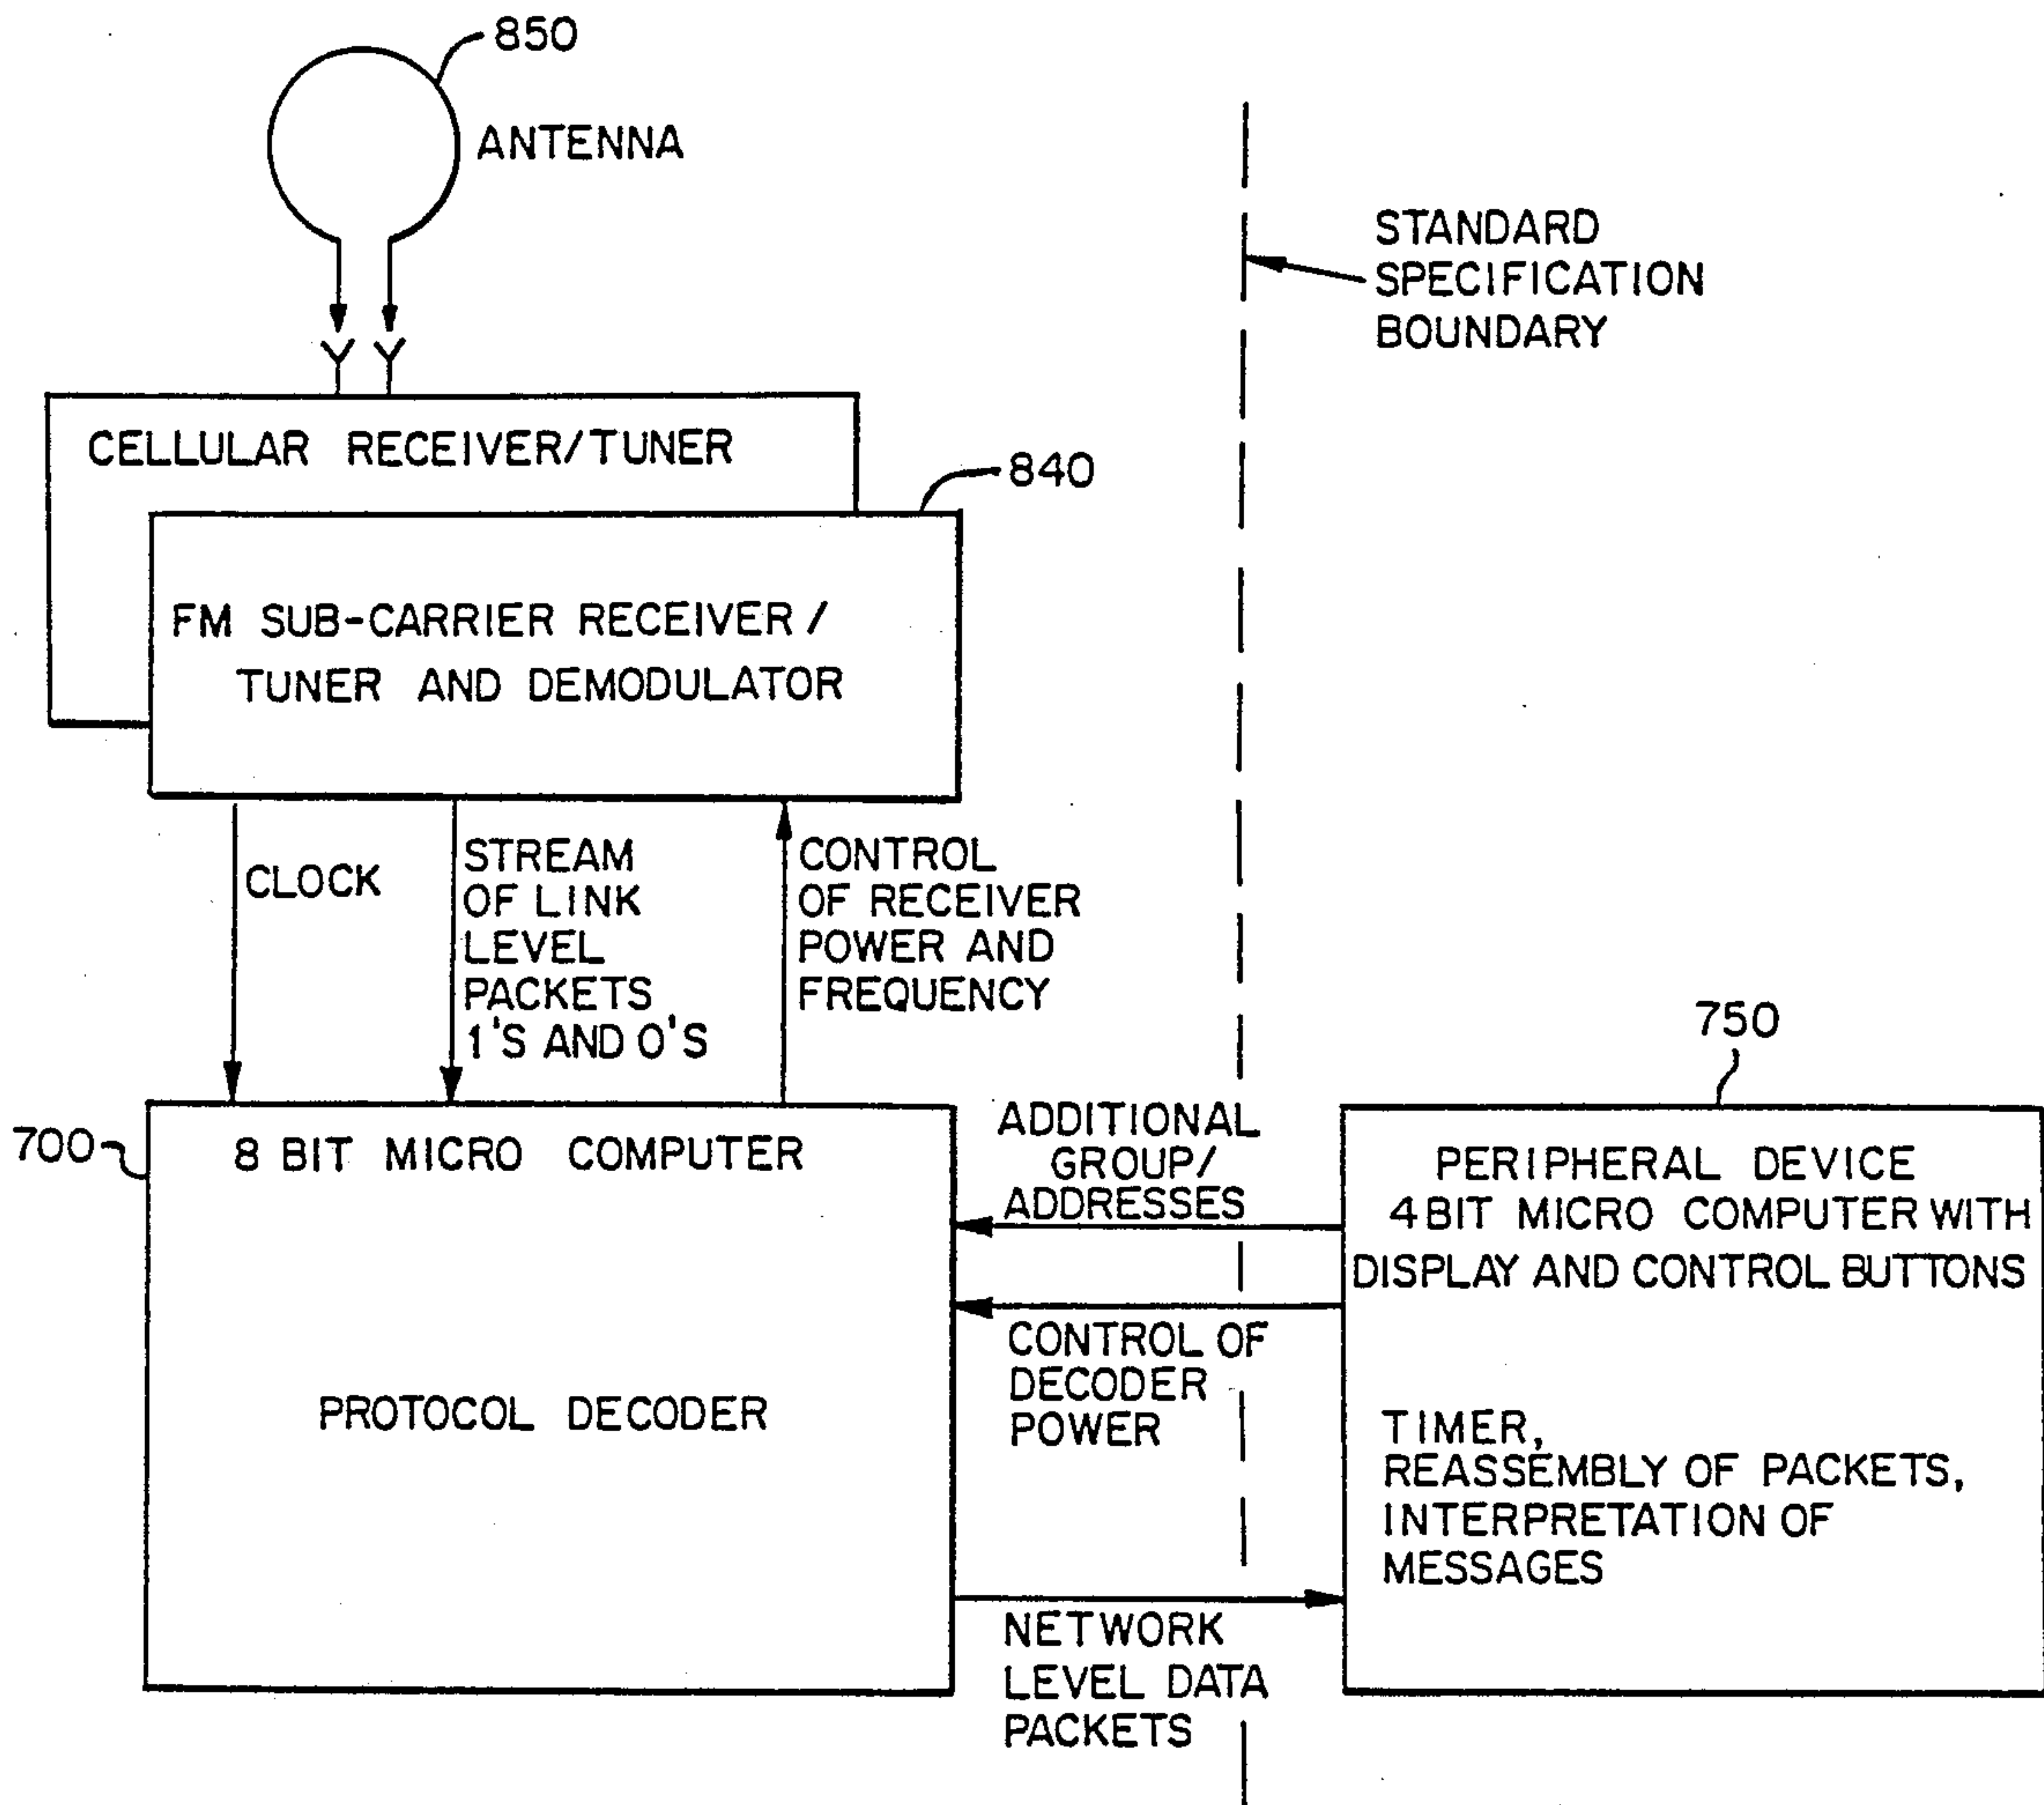 850
ANTENNA
STANDARD
SPECIFICATION
BOUNDARY
CELLULAR RECEIVER/TUNER
840
FM SUB-CARRIER RECEIVER/
TUNER AND DEMODULATOR
CLOCK
STREAM
OF LINK
LEVEL
PACKETS
1'S AND 0'S
CONTROL
OF RECEIVER
POWER AND
FREQUENCY
700
8 BIT MICRO COMPUTER
PROTOCOL DECODER
ADDITIONAL
GROUP/
ADDRESSES
CONTROL OF
DECODER
POWER
NETWORK
LEVEL DATA
PACKETS
750
PERIPHERAL DEVICE
4 BIT MICRO COMPUTER WITH
DISPLAY AND CONTROL BUTTONS
TIMER,
REASSEMBLY OF PACKETS,
INTERPRETATION OF
MESSAGES